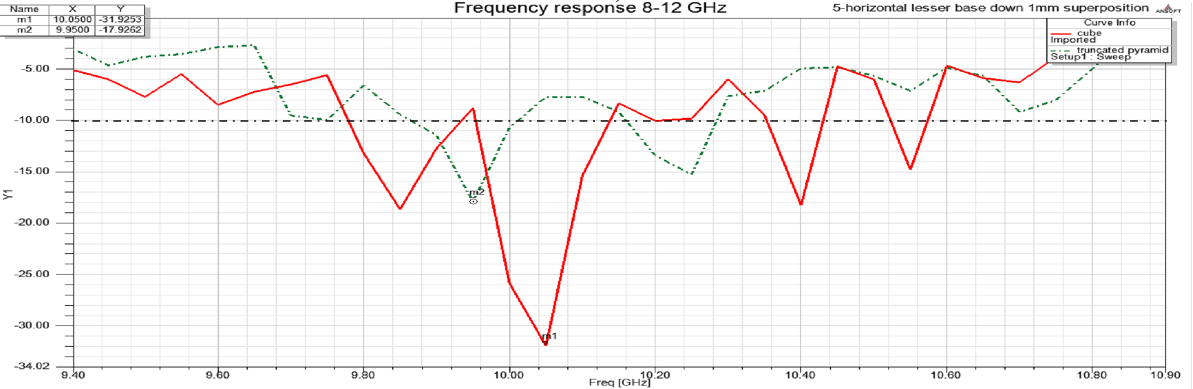 Frequency response 8-12 GHz
5-horizontal lesser base down 1mm superposition
ANSOFT
Name X Y
m1 10.0500 -31.9253
m2 9.9500 -17.9262
Curve Info
cube
Imported
truncated pyramid
Setup1 : Sweep
-5.00
-10.00
-15.00
-20.00
-25.00
-30.00
-34.02
Y1
m2
m1
9.40 9.60 9.80 10.00 10.20 10.40 10.60 10.80 10.90
Freq [GHz]